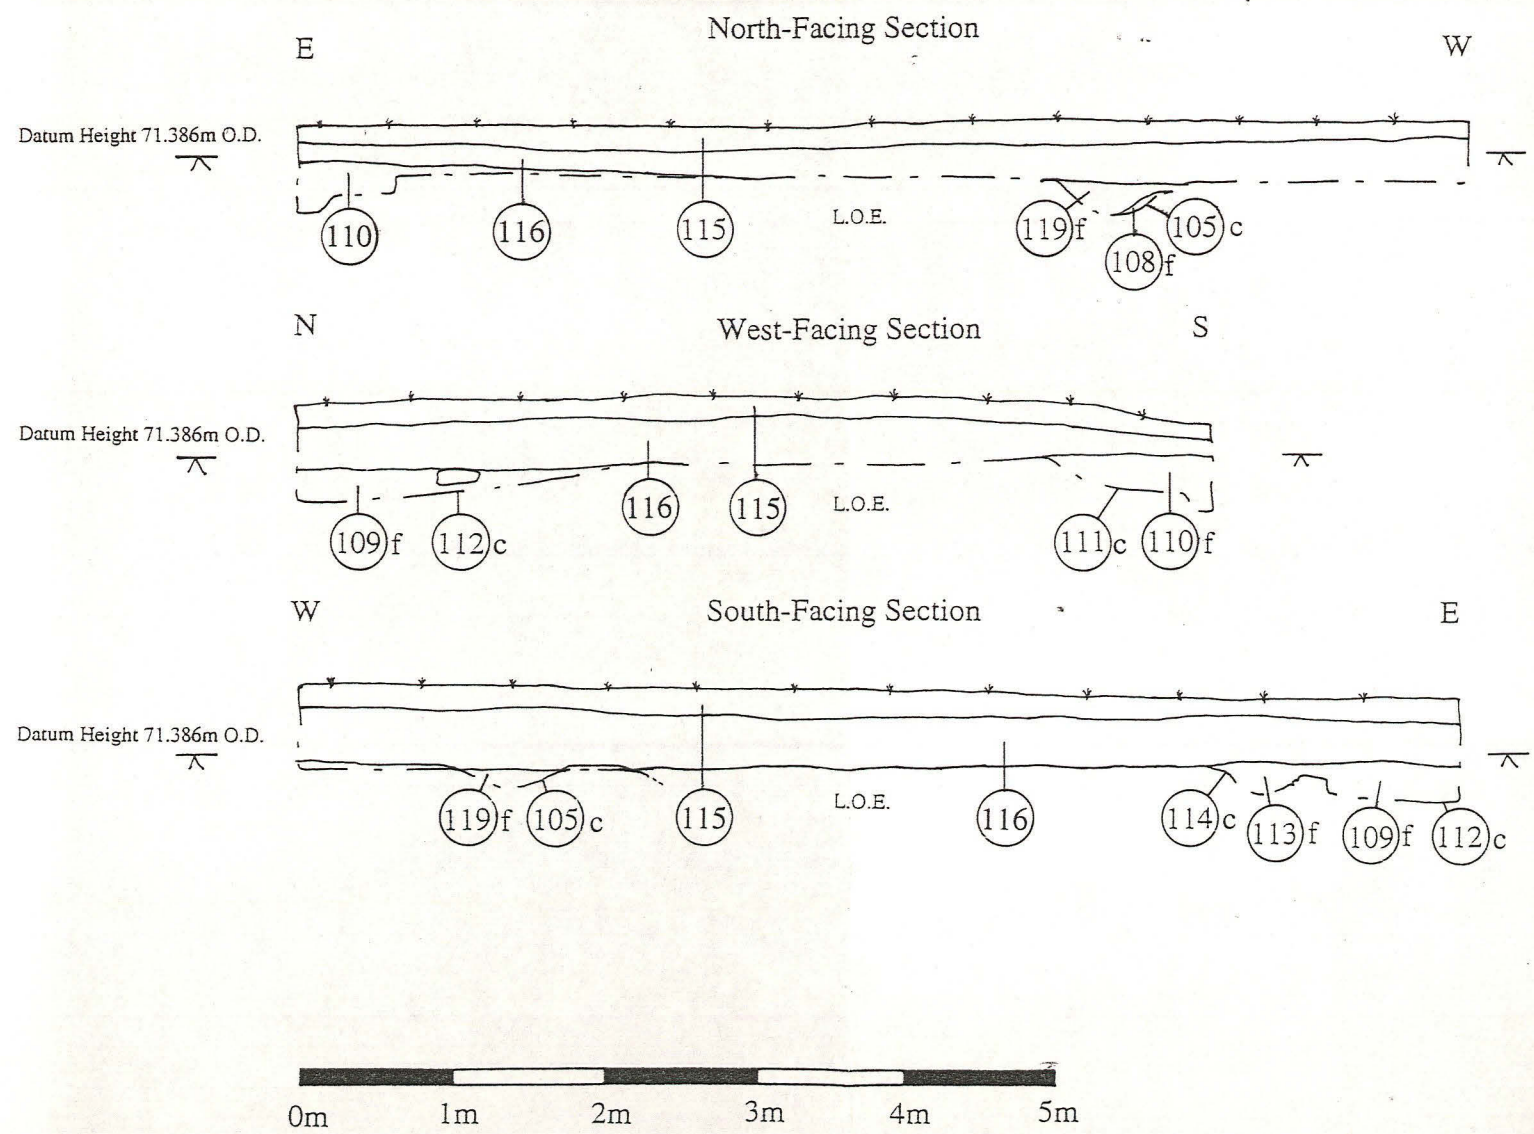 North-Facing Section
E W
Datum Height 71.386m O.D.
110 116 115 L.O.E. 119 f 105 c
108 f
N West-Facing Section S
Datum Height 71.386m O.D.
116 115 L.O.E.
109 f 112 c 111 c 110 f
W South-Facing Section E
Datum Height 71.386m O.D.
119 f 105 c 115 L.O.E. 116 114 c 113 f 109 f 112 c
0m 1m 2m 3m 4m 5m